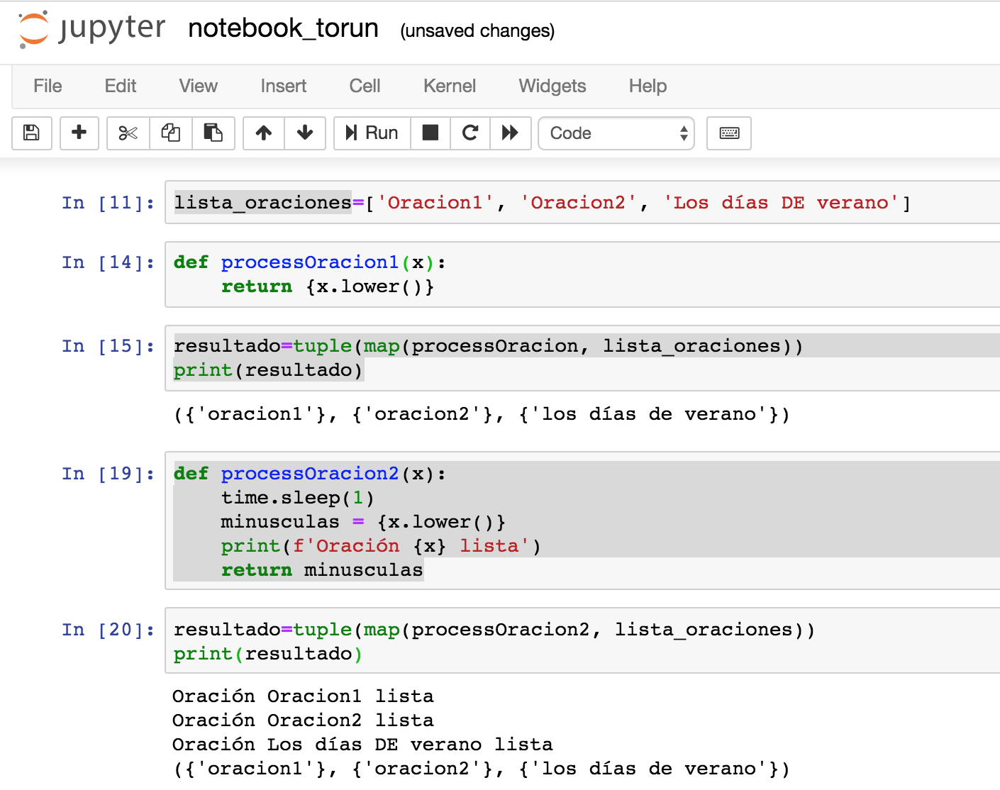 jupyter notebook_torun (unsaved changes)
File Edit View Insert Cell Kernel Widgets Help
Run Code
In [11]: lista_oraciones=['Oracion1', 'Oracion2', 'Los días DE verano']
In [14]: def processOracion1(x):
    return {x.lower()}
In [15]: resultado=tuple(map(processOracion, lista_oraciones))
print(resultado)
({'oracion1'}, {'oracion2'}, {'los días de verano'})
In [19]: def processOracion2(x):
    time.sleep(1)
    minusculas = {x.lower()}
    print(f'Oración {x} lista')
    return minusculas
In [20]: resultado=tuple(map(processOracion2, lista_oraciones))
print(resultado)
Oración Oracion1 lista
Oración Oracion2 lista
Oración Los días DE verano lista
({'oracion1'}, {'oracion2'}, {'los días de verano'})